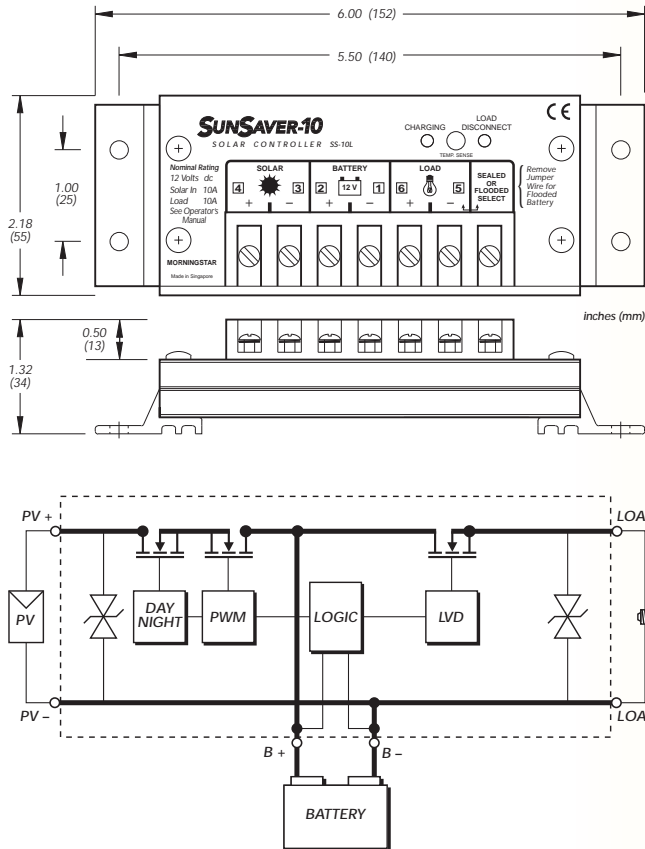 6.00 (152)
5.50 (140)
SUNSAVER-10
SOLAR CONTROLLER SS-10L
CHARGING
LOAD
DISCONNECT
TEMP. SENSE
CE
1.00
(25)
2.18
(55)
Nominal Rating
12 Volts dc
Solar In 10A
Load 10A
See Operator's
Manual
MORNINGSTAR
Made in Singapore
SOLAR
4 3
+ –
BATTERY
2 12 V 1
+ –
LOAD
6 5
+ –
SEALED
OR
FLOODED
SELECT
Remove
Jumper
Wire for
Flooded
Battery
inches (mm)
0.50
(13)
1.32
(34)
PV +
LOA
PV
DAY
NIGHT
PWM
LOGIC
LVD
PV –
LOA
B +
B –
BATTERY